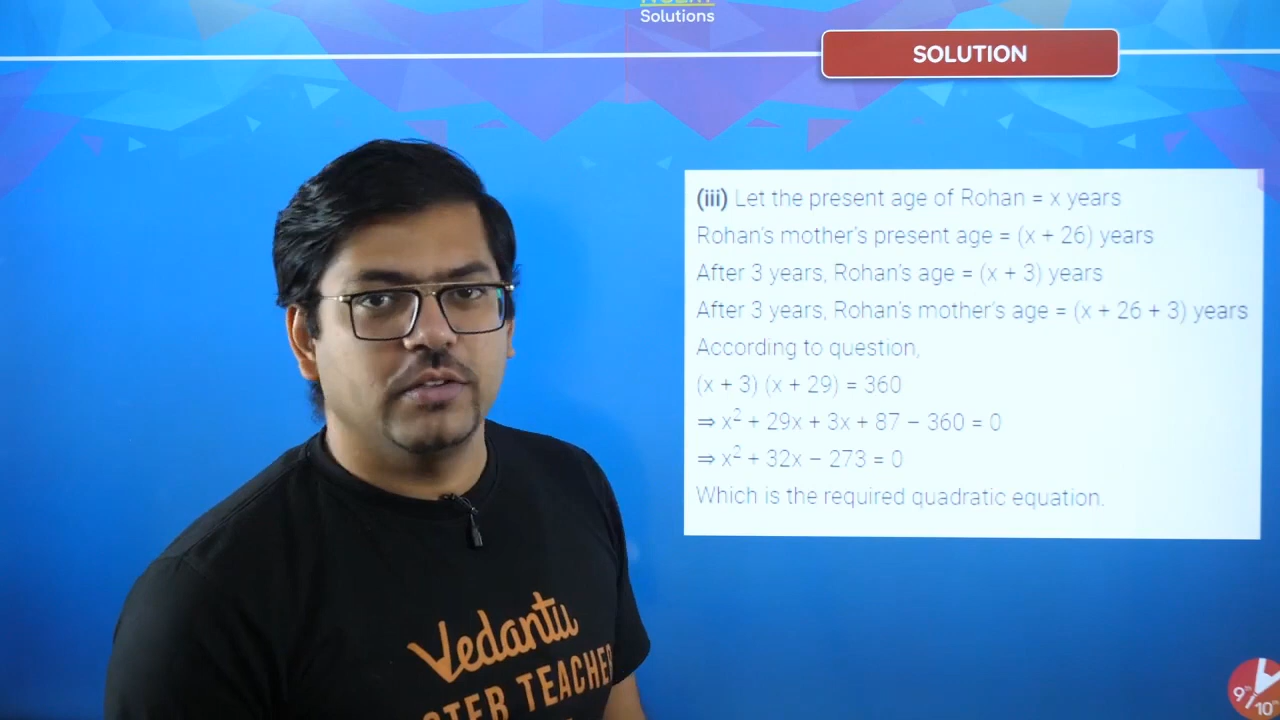 Solutions
SOLUTION
(iii) Let the present age of Rohan = x years
Rohan's mother's present age = (x + 26) years
After 3 years, Rohan's age = (x + 3) years
After 3 years, Rohan's mother's age = (x + 26 + 3) years
According to question,
(x + 3) (x + 29) = 360
⇒ x² + 29x + 3x + 87 – 360 = 0
⇒ x² + 32x – 273 = 0
Which is the required quadratic equation.
Vedantu
TEACHER
9th
10